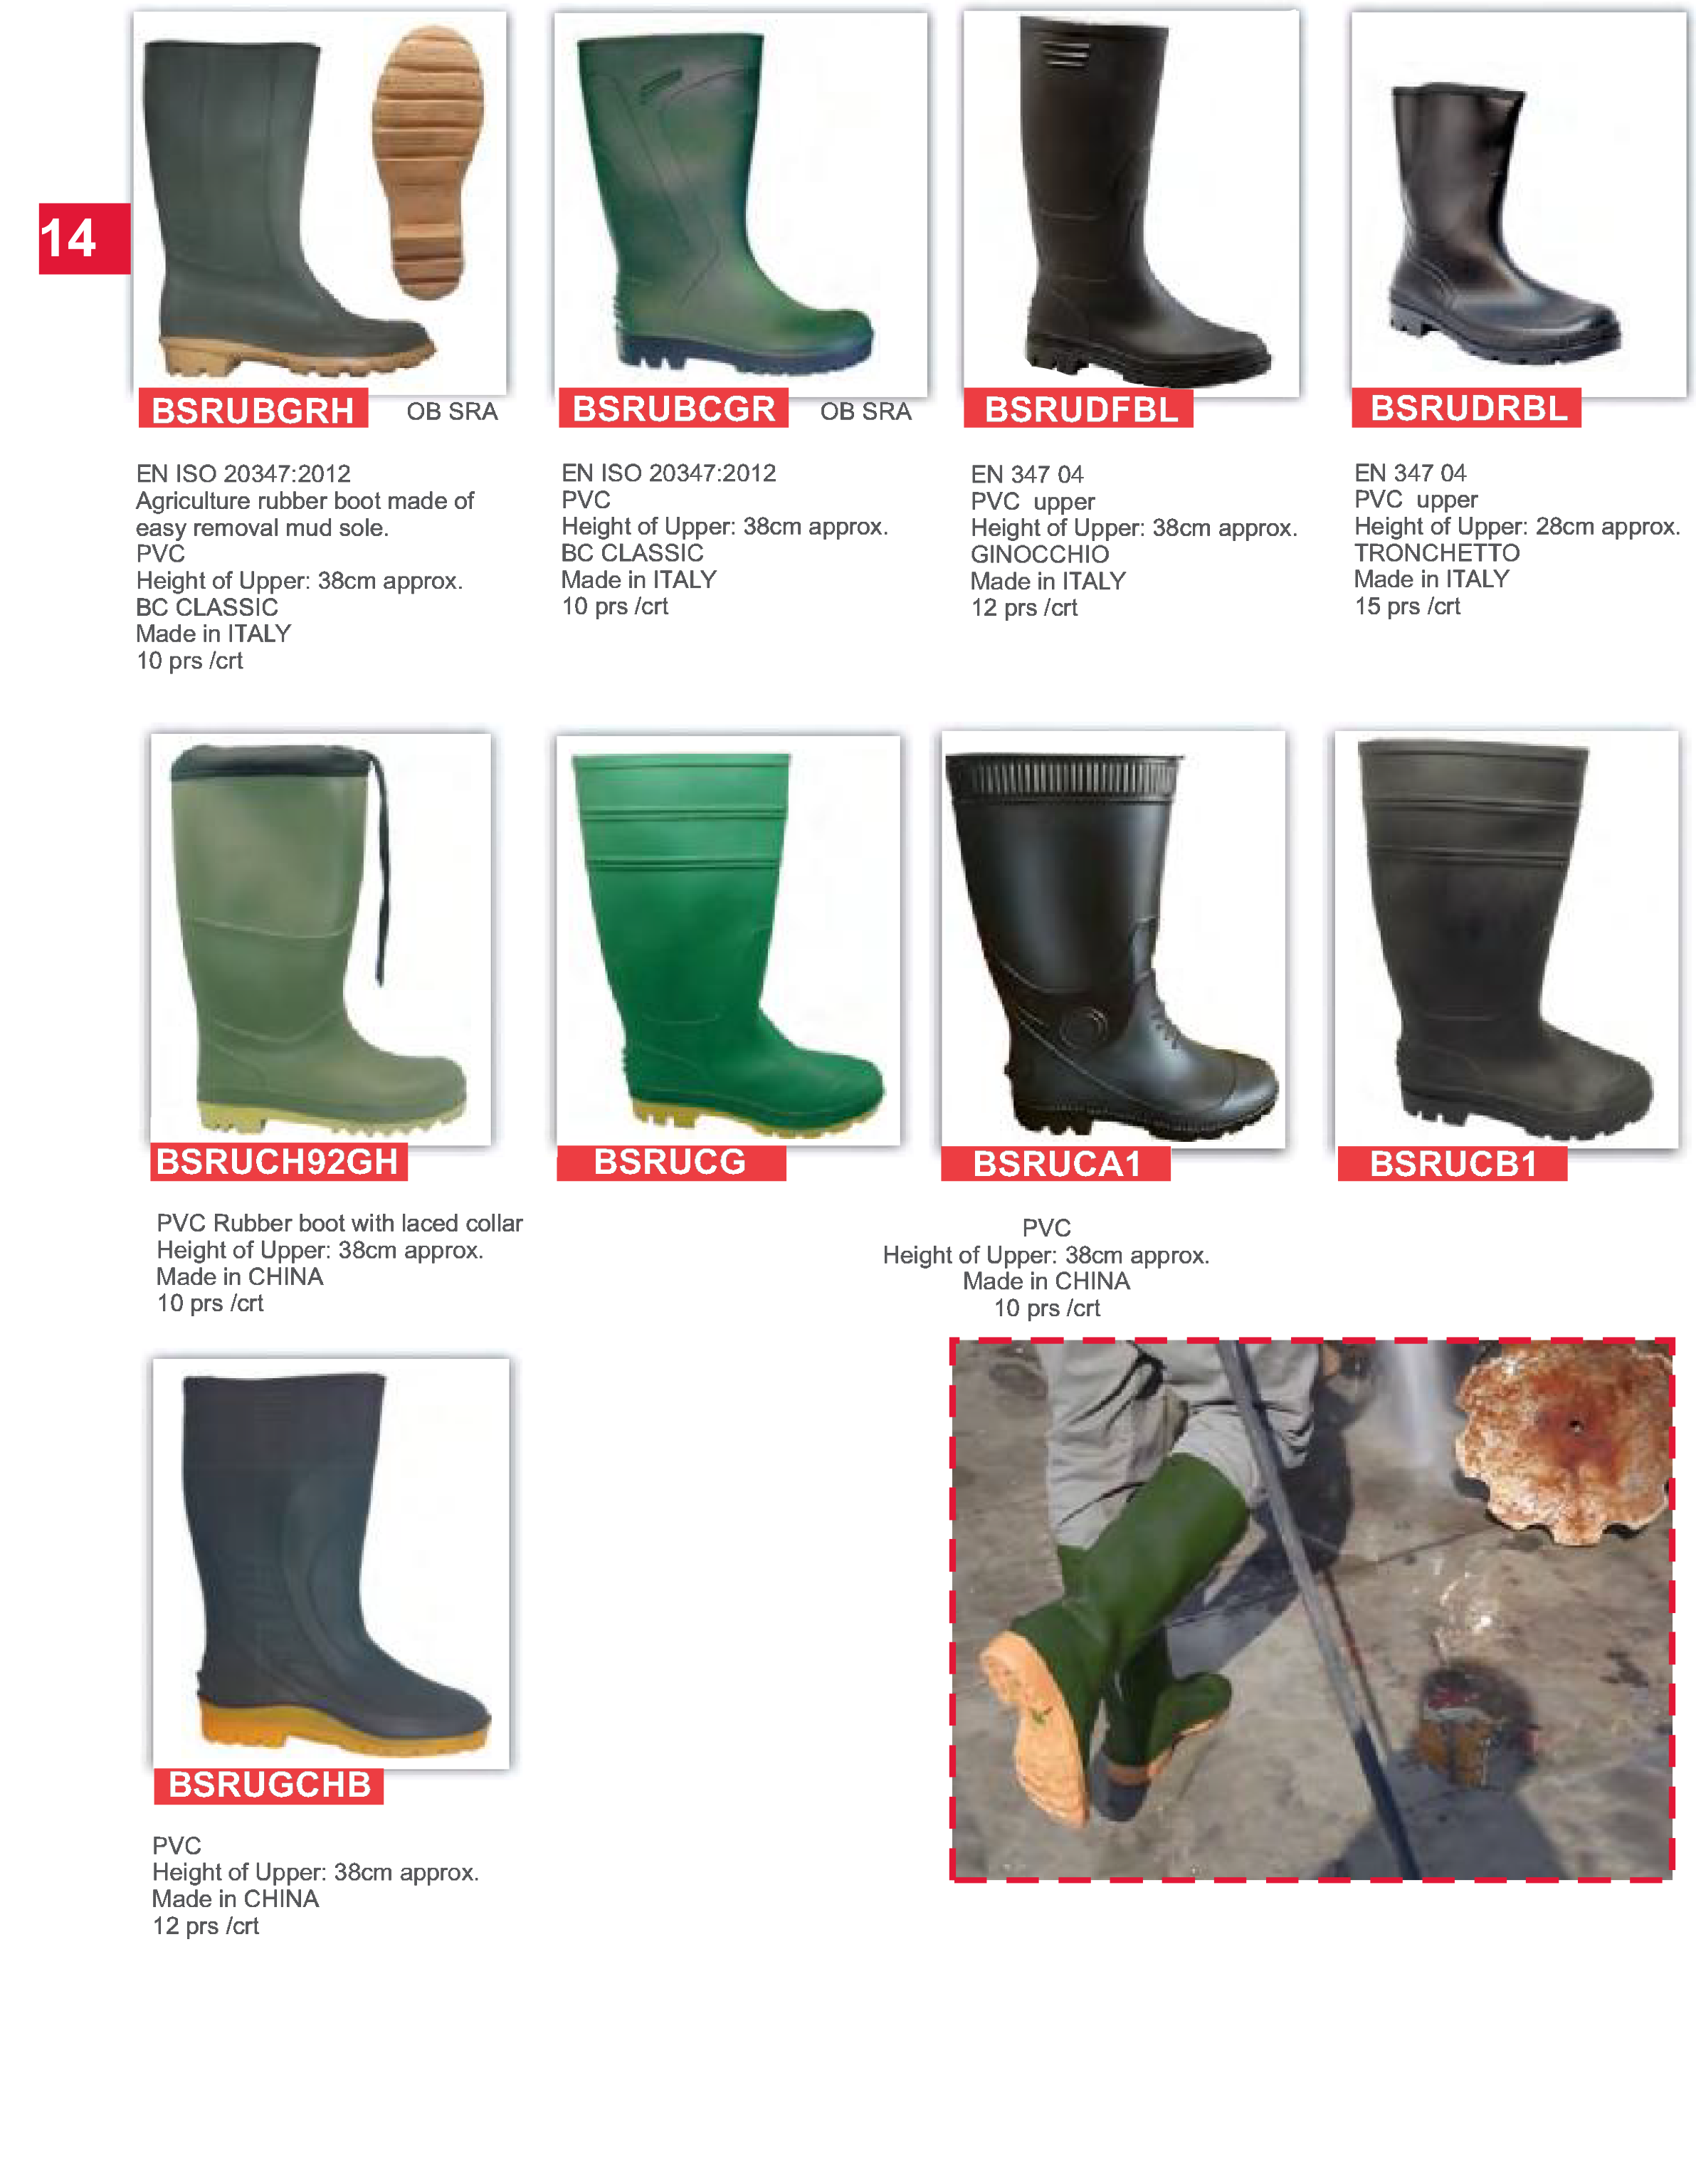 14
BSRUBGRH OB SRA
EN ISO 20347:2012
Agriculture rubber boot made of
easy removal mud sole.
PVC
Height of Upper: 38cm approx.
BC CLASSIC
Made in ITALY
10 prs /crt
BSRUBCGR OB SRA
EN ISO 20347:2012
PVC
Height of Upper: 38cm approx.
BC CLASSIC
Made in ITALY
10 prs /crt
BSRUDFBL
EN 347 04
PVC upper
Height of Upper: 38cm approx.
GINOCCHIO
Made in ITALY
12 prs /crt
BSRUDRBL
EN 347 04
PVC upper
Height of Upper: 28cm approx.
TRONCHETTO
Made in ITALY
15 prs /crt
BSRUCH92GH
PVC Rubber boot with laced collar
Height of Upper: 38cm approx.
Made in CHINA
10 prs /crt
BSRUCG
BSRUCA1
BSRUCB1
PVC
Height of Upper: 38cm approx.
Made in CHINA
10 prs /crt
BSRUGCHB
PVC
Height of Upper: 38cm approx.
Made in CHINA
12 prs /crt